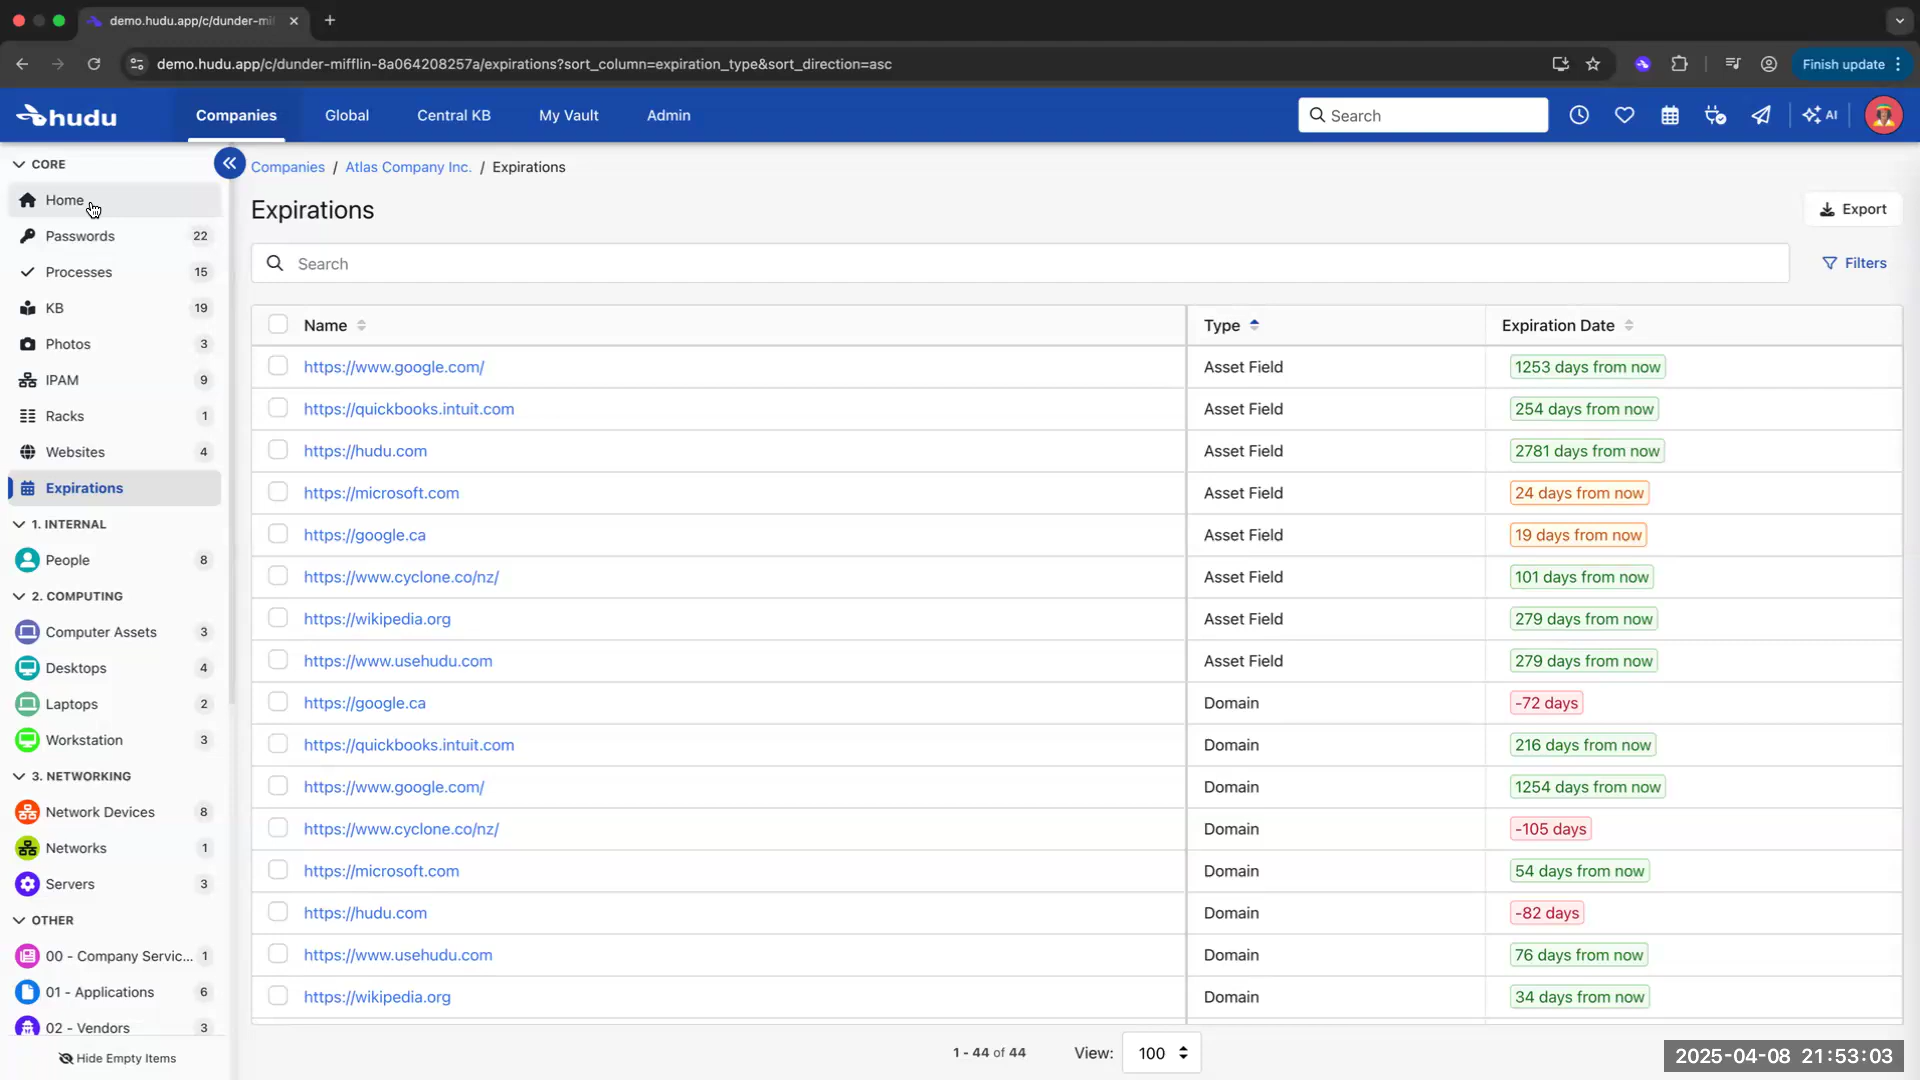 demo.hudu.app/c/dunder-mi
demo.hudu.app/c/dunder-mifflin-8a064208257a/expirations?sort_column=expiration_type&sort_direction=asc
Finish update
hudu
Companies
Global
Central KB
My Vault
Admin
Search
AI
CORE
Home
Passwords 22
Processes 15
KB 19
Photos 3
IPAM 9
Racks 1
Websites 4
Expirations
1. INTERNAL
People 8
2. COMPUTING
Computer Assets 3
Desktops 4
Laptops 2
Workstation 3
3. NETWORKING
Network Devices 8
Networks 1
Servers 3
OTHER
00 - Company Servic... 1
01 - Applications 6
02 - Vendors 3
Hide Empty Items
Companies / Atlas Company Inc. / Expirations
Expirations
Export
Search
Filters
Name Type Expiration Date
https://www.google.com/ Asset Field 1253 days from now
https://quickbooks.intuit.com Asset Field 254 days from now
https://hudu.com Asset Field 2781 days from now
https://microsoft.com Asset Field 24 days from now
https://google.ca Asset Field 19 days from now
https://www.cyclone.co/nz/ Asset Field 101 days from now
https://wikipedia.org Asset Field 279 days from now
https://www.usehudu.com Asset Field 279 days from now
https://google.ca Domain -72 days
https://quickbooks.intuit.com Domain 216 days from now
https://www.google.com/ Domain 1254 days from now
https://www.cyclone.co/nz/ Domain -105 days
https://microsoft.com Domain 54 days from now
https://hudu.com Domain -82 days
https://www.usehudu.com Domain 76 days from now
https://wikipedia.org Domain 34 days from now
1 - 44 of 44
View: 100
2025-04-08 21:53:03